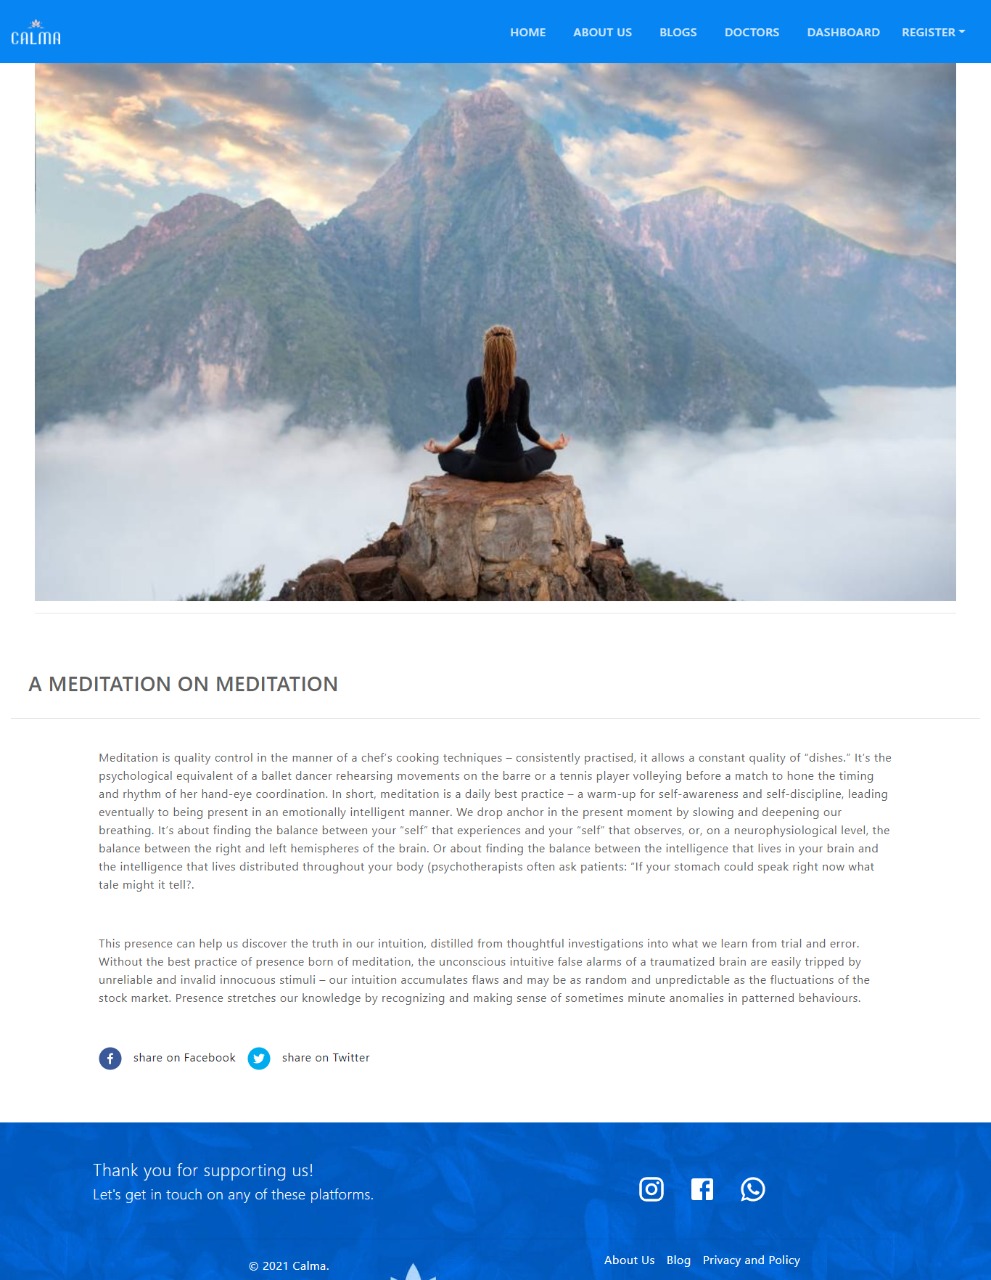 CALMA
HOME ABOUT US BLOGS DOCTORS DASHBOARD REGISTER
A MEDITATION ON MEDITATION
Meditation is quality control in the manner of a chef's cooking techniques – consistently practised, it allows a constant quality of "dishes." It's the
psychological equivalent of a ballet dancer rehearsing movements on the barre or a tennis player volleying before a match to hone the timing
and rhythm of her hand-eye coordination. In short, meditation is a daily best practice – a warm-up for self-awareness and self-discipline, leading
eventually to being present in an emotionally intelligent manner. We drop anchor in the present moment by slowing and deepening our
breathing. It's about finding the balance between your "self" that experiences and your "self" that observes, or, on a neurophysiological level, the
balance between the right and left hemispheres of the brain. Or about finding the balance between the intelligence that lives in your brain and
the intelligence that lives distributed throughout your body (psychotherapists often ask patients: "If your stomach could speak right now what
tale might it tell?.
This presence can help us discover the truth in our intuition, distilled from thoughtful investigations into what we learn from trial and error.
Without the best practice of presence born of meditation, the unconscious intuitive false alarms of a traumatized brain are easily tripped by
unreliable and invalid innocuous stimuli – our intuition accumulates flaws and may be as random and unpredictable as the fluctuations of the
stock market. Presence stretches our knowledge by recognizing and making sense of sometimes minute anomalies in patterned behaviours.
share on Facebook share on Twitter
Thank you for supporting us!
Let's get in touch on any of these platforms.
© 2021 Calma.
About Us Blog Privacy and Policy